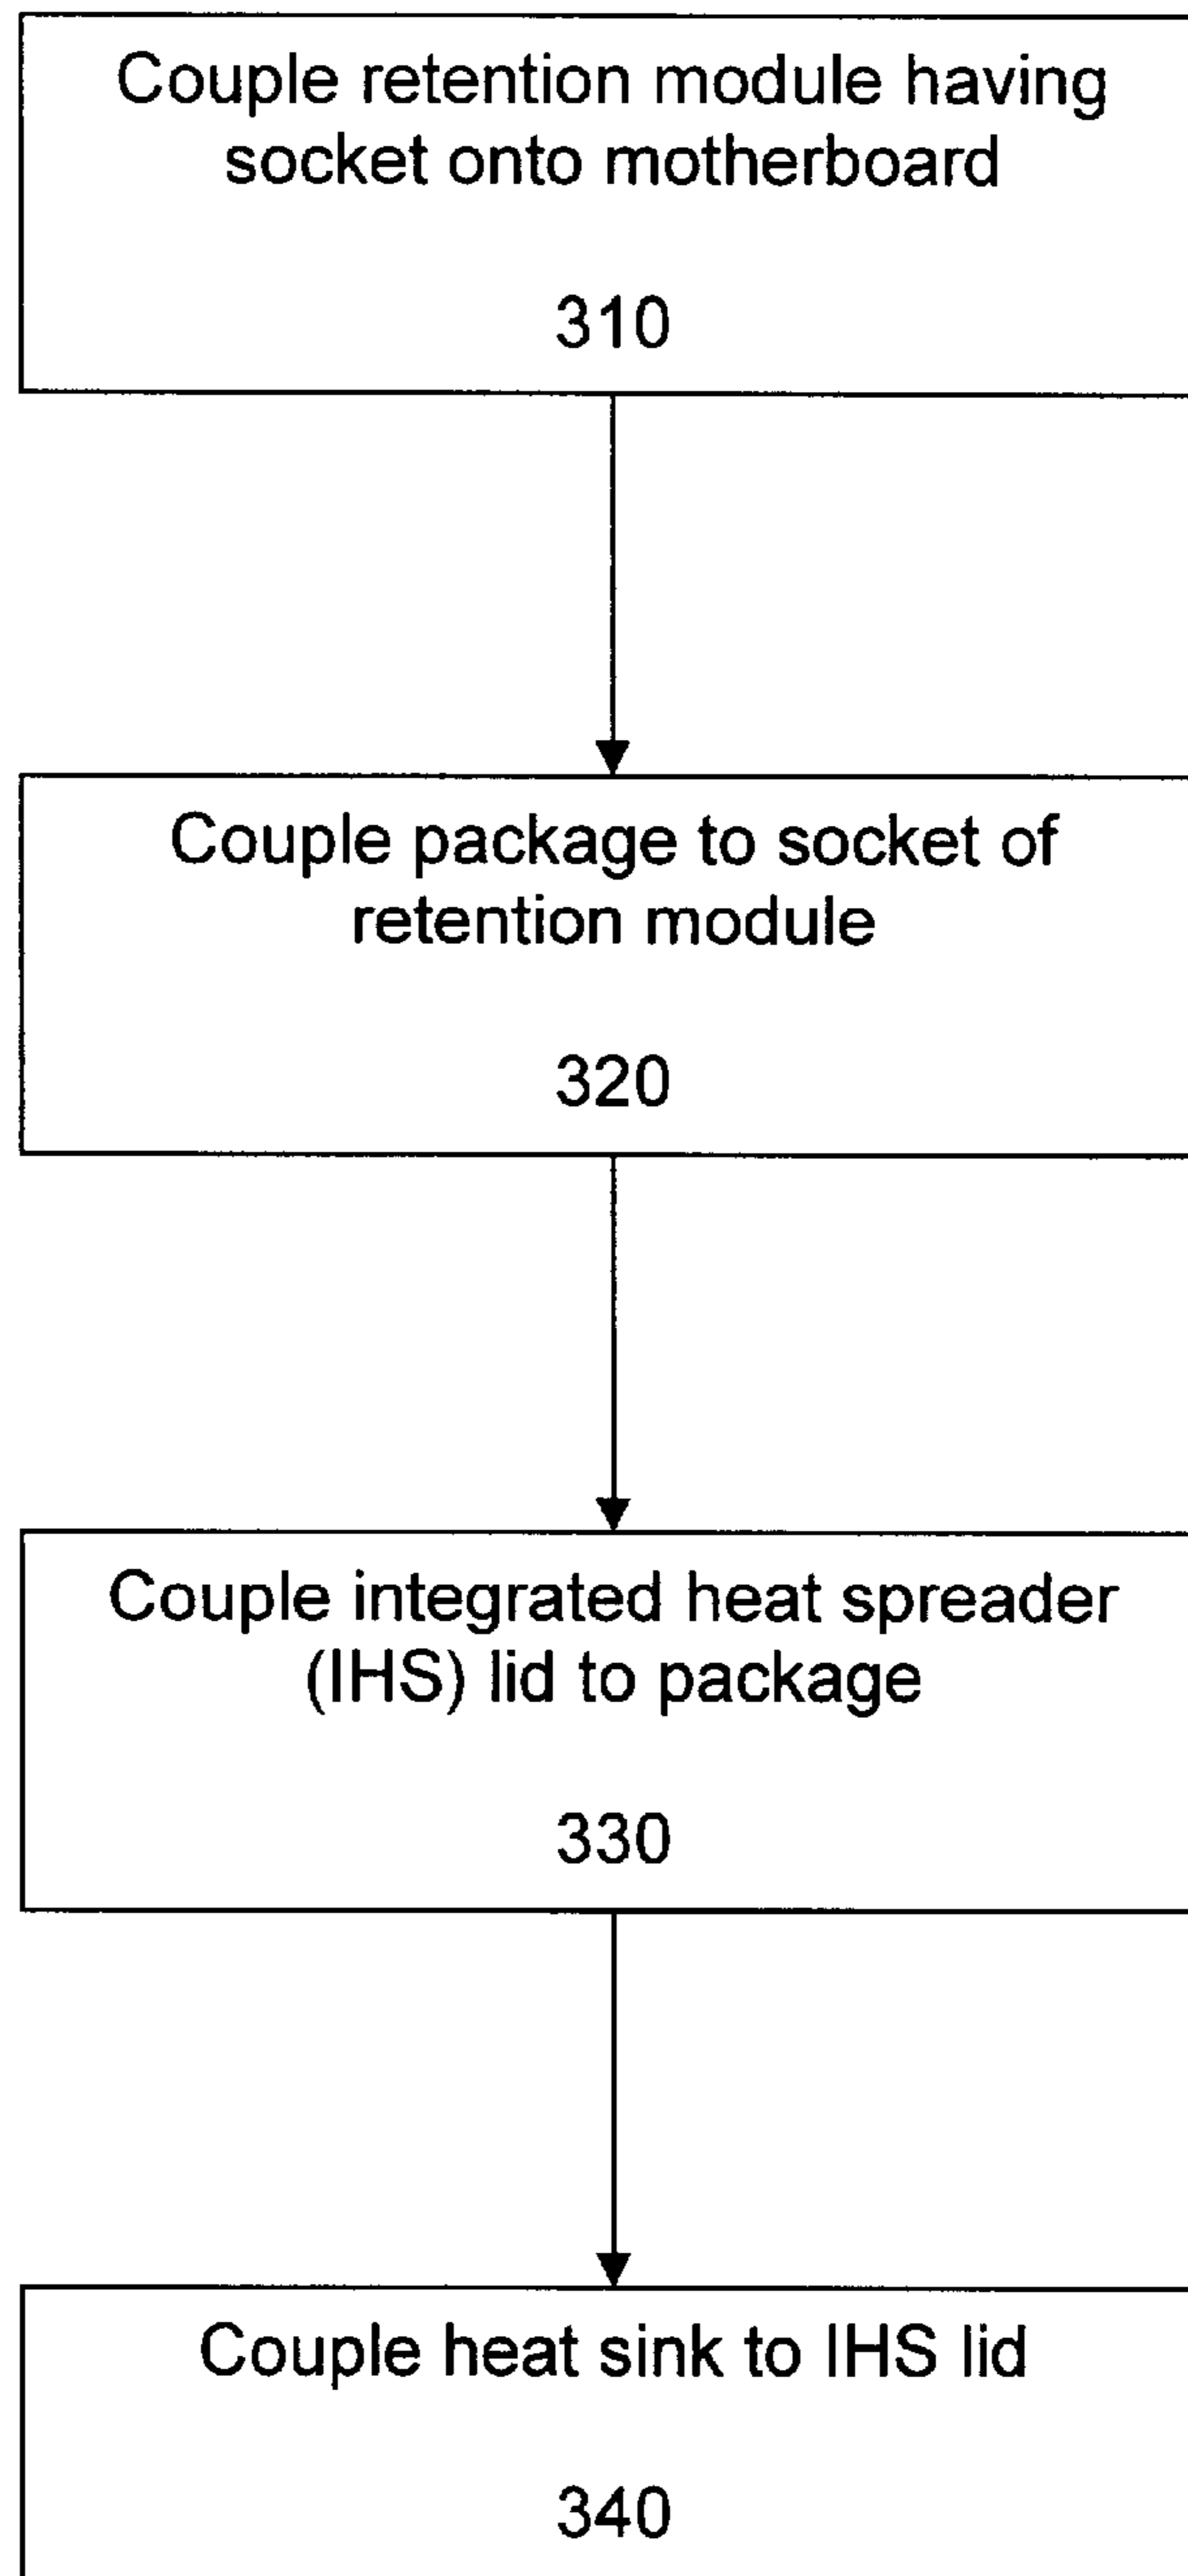 Couple retention module having
socket onto motherboard
310
Couple package to socket of
retention module
320
Couple integrated heat spreader
(IHS) lid to package
330
Couple heat sink to IHS lid
340